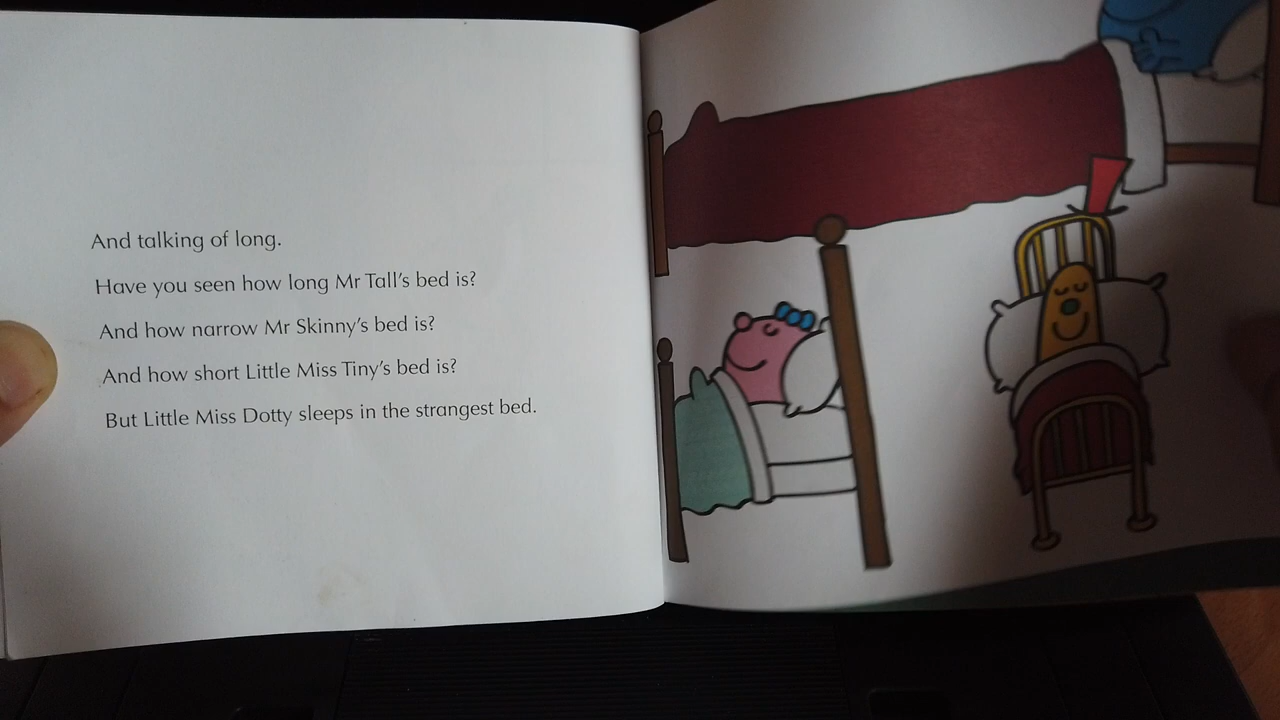 And talking of long.
Have you seen how long Mr Tall's bed is?
And how narrow Mr Skinny's bed is?
And how short Little Miss Tiny's bed is?
But Little Miss Dotty sleeps in the strangest bed.